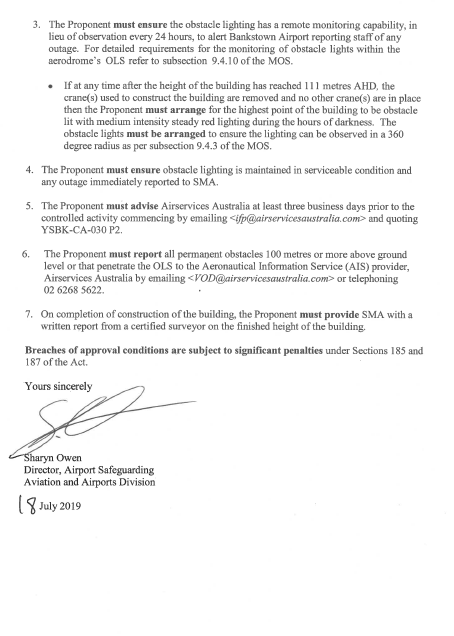 3. The Proponent must ensure the obstacle lighting has a remote monitoring capability, in
lieu of observation every 24 hours, to alert Bankstown Airport reporting staff of any
outage. For detailed requirements for the monitoring of obstacle lights within the
aerodrome's OLS refer to subsection 9.4.10 of the MOS.
• If at any time after the height of the building has reached 111 metres AHD, the
crane(s) used to construct the building are removed and no other crane(s) are in place
then the Proponent must arrange for the highest point of the building to be obstacle
lit with medium intensity steady red lighting during the hours of darkness. The
obstacle lights must be arranged to ensure the lighting can be observed in a 360
degree radius as per subsection 9.4.3 of the MOS.
4. The Proponent must ensure obstacle lighting is maintained in serviceable condition and
any outage immediately reported to SMA.
5. The Proponent must advise Airservices Australia at least three business days prior to the
controlled activity commencing by emailing <ifp@airservicesaustralia.com> and quoting
YSBK-CA-030 P2.
6. The Proponent must report all permanent obstacles 100 metres or more above ground
level or that penetrate the OLS to the Aeronautical Information Service (AIS) provider,
Airservices Australia by emailing <VOD@airservicesaustralia.com> or telephoning
02 6268 5622.
7. On completion of construction of the building, the Proponent must provide SMA with a
written report from a certified surveyor on the finished height of the building.
Breaches of approval conditions are subject to significant penalties under Sections 185 and
187 of the Act.
Yours sincerely
Sharyn Owen
Director, Airport Safeguarding
Aviation and Airports Division
18 July 2019